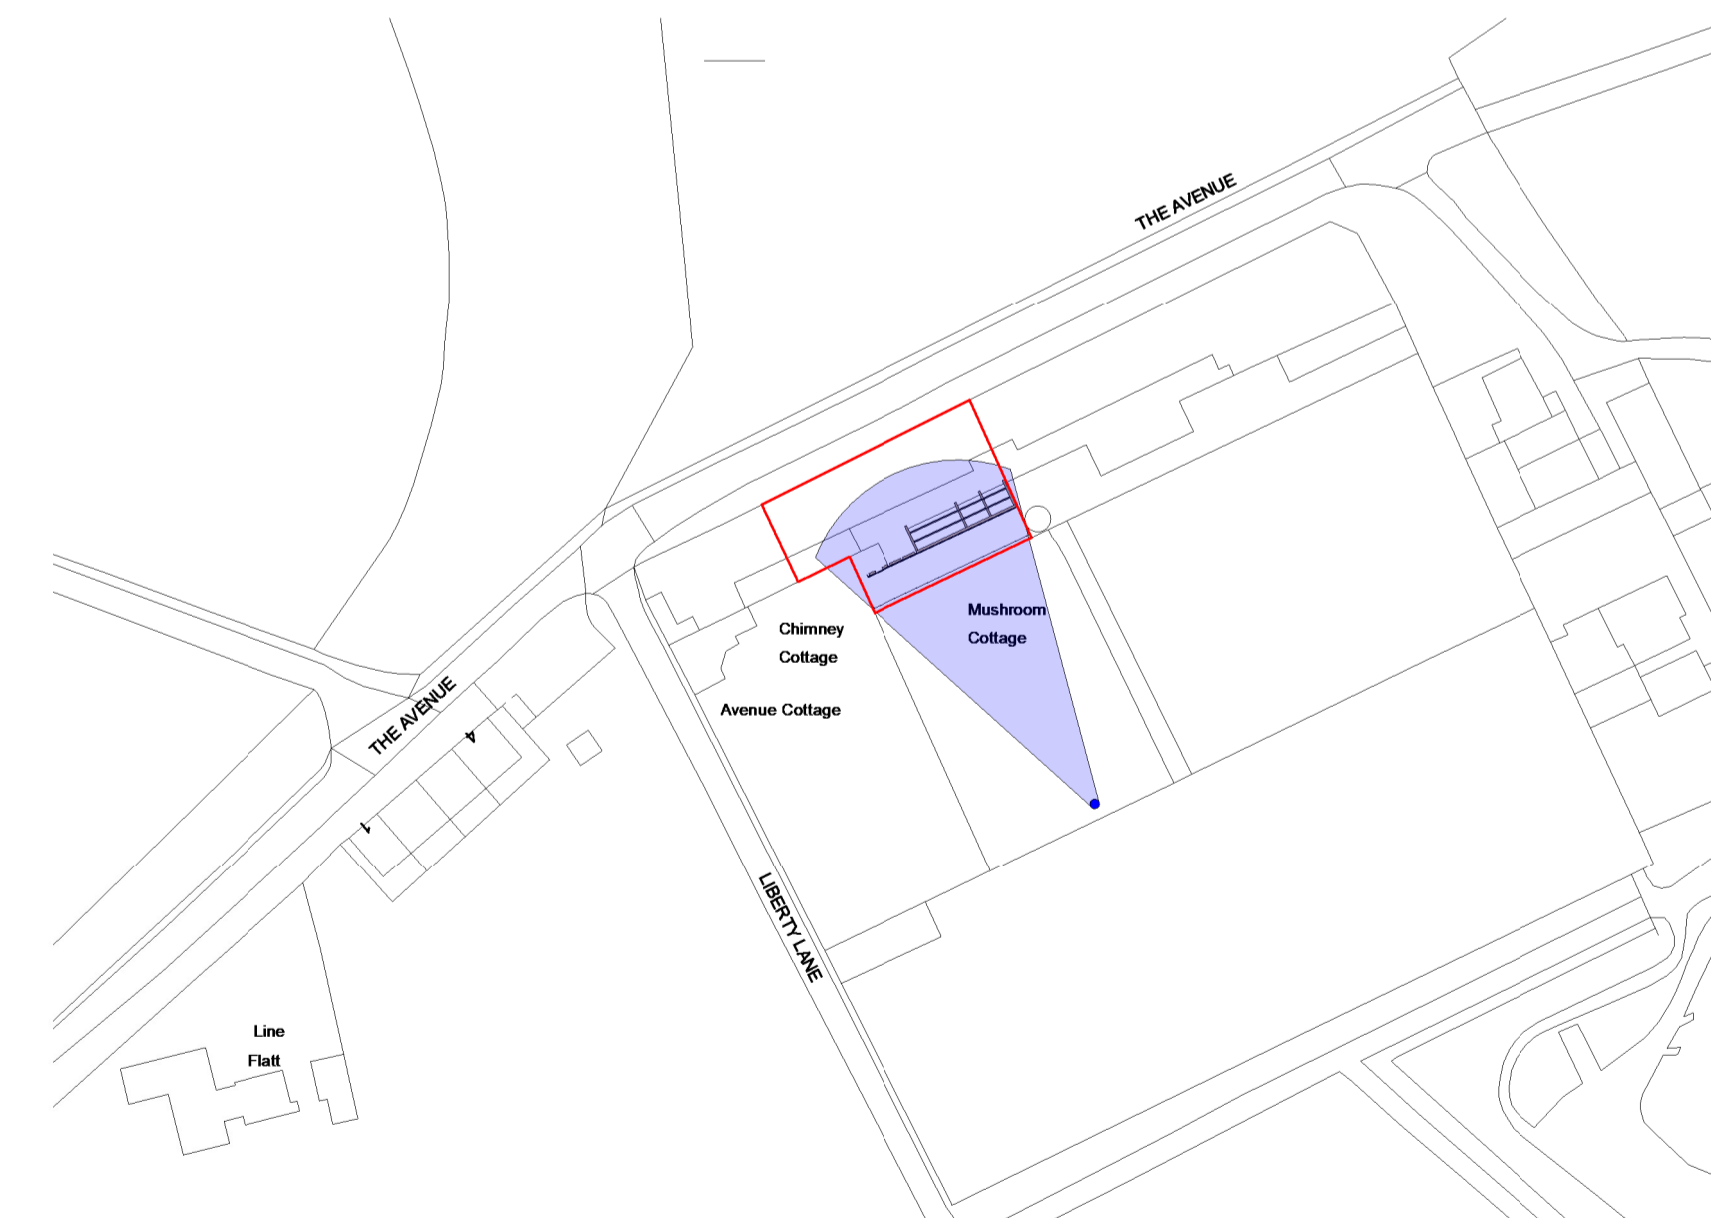 THE AVENUE
Mushroom
Cottage
Chimney
Cottage
Avenue Cottage
THE AVENUE
4
1
LIBERTY LANE
Line
Flatt